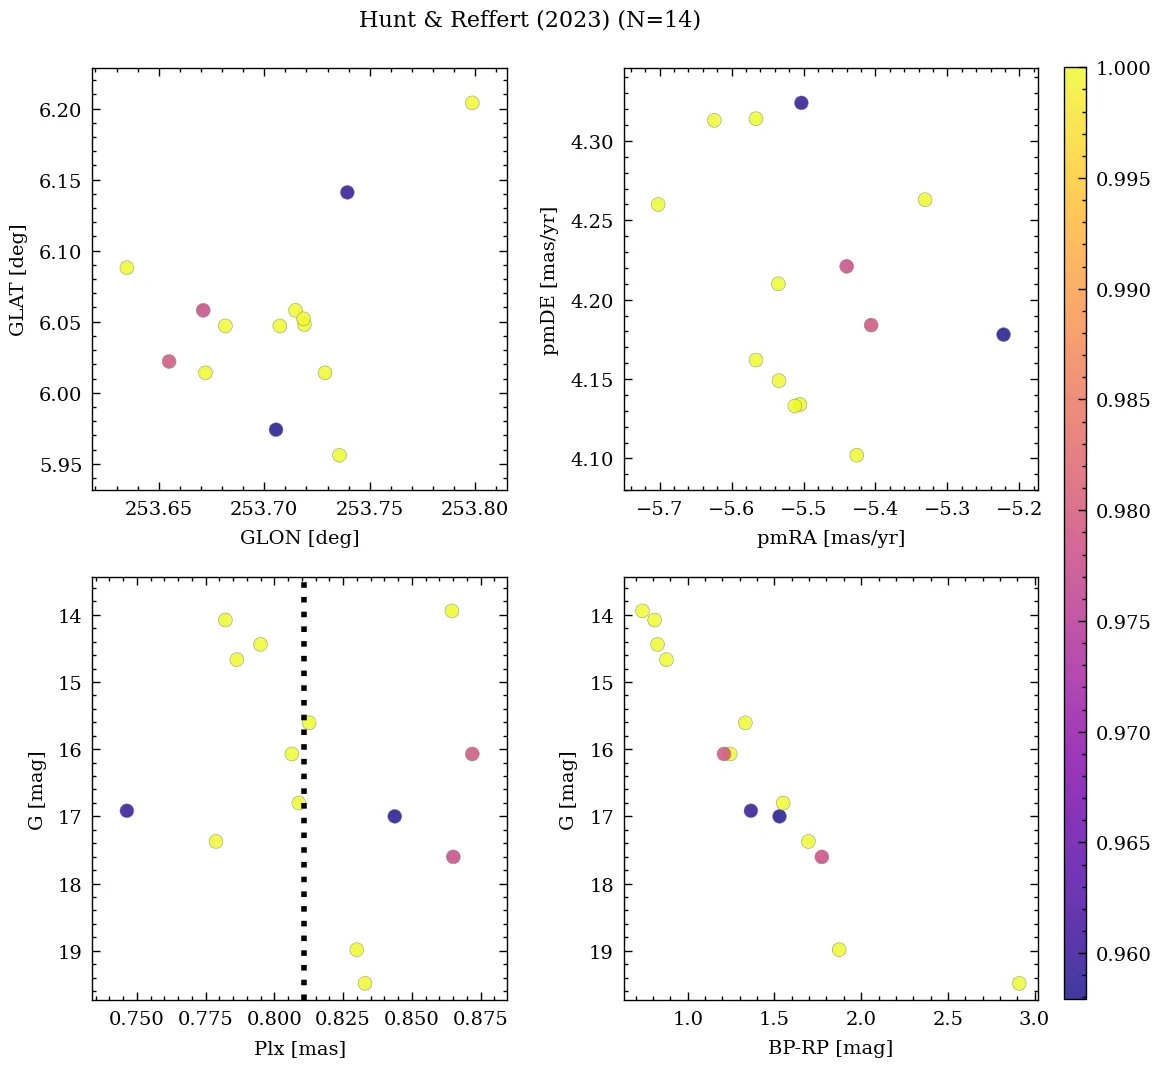 Hunt & Reffert (2023) (N=14)
6.20
6.15
6.10
6.05
6.00
5.95
GLAT [deg]
253.65 253.70 253.75 253.80
GLON [deg]
4.30
4.25
4.20
4.15
4.10
pmDE [mas/yr]
−5.7 −5.6 −5.5 −5.4 −5.3 −5.2
pmRA [mas/yr]
14
15
16
17
18
19
G [mag]
0.750 0.775 0.800 0.825 0.850 0.875
Plx [mas]
14
15
16
17
18
19
G [mag]
1.0 1.5 2.0 2.5 3.0
BP-RP [mag]
1.000
0.995
0.990
0.985
0.980
0.975
0.970
0.965
0.960